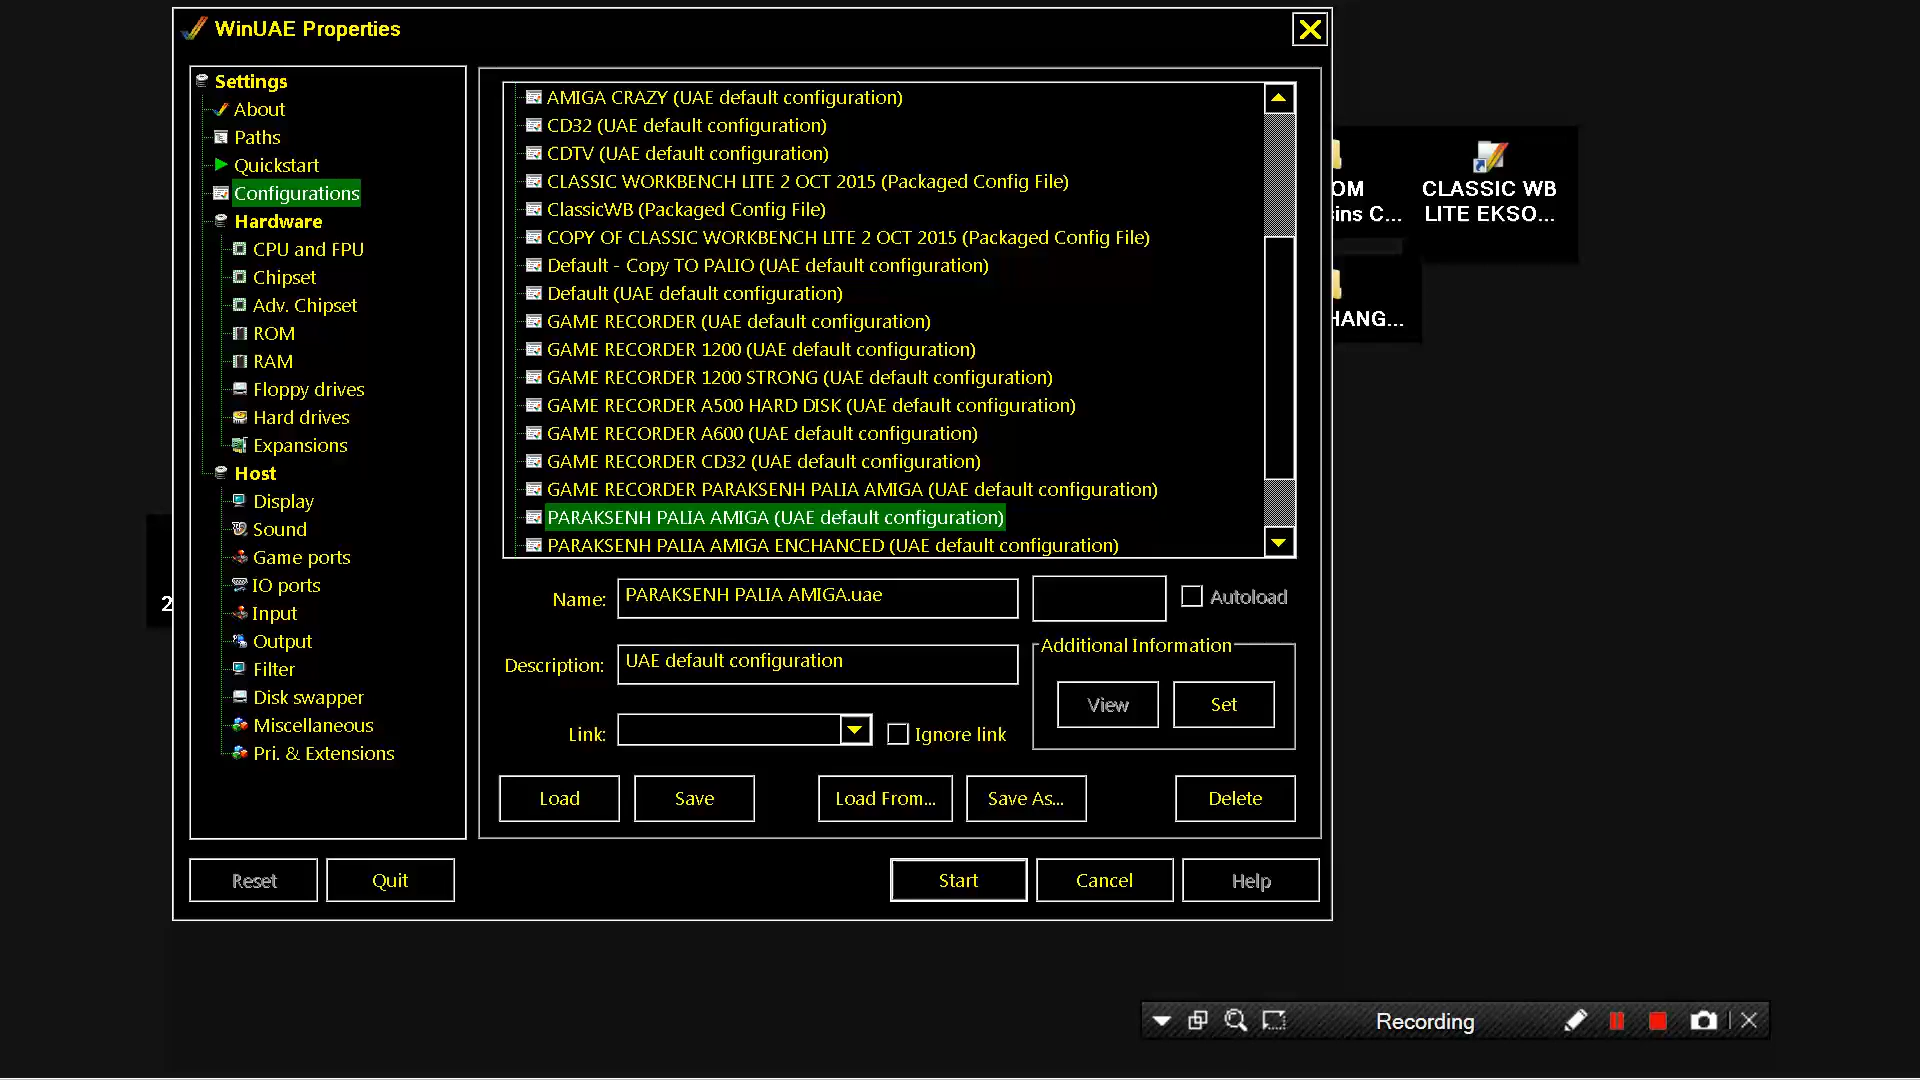 WinUAE Properties
Settings
About
Paths
Quickstart
Configurations
Hardware
CPU and FPU
Chipset
Adv. Chipset
ROM
RAM
Floppy drives
Hard drives
Expansions
Host
Display
Sound
Game ports
IO ports
Input
Output
Filter
Disk swapper
Miscellaneous
Pri. & Extensions
AMIGA CRAZY (UAE default configuration)
CD32 (UAE default configuration)
CDTV (UAE default configuration)
CLASSIC WORKBENCH LITE 2 OCT 2015 (Packaged Config File)
ClassicWB (Packaged Config File)
COPY OF CLASSIC WORKBENCH LITE 2 OCT 2015 (Packaged Config File)
Default - Copy TO PALIO (UAE default configuration)
Default (UAE default configuration)
GAME RECORDER (UAE default configuration)
GAME RECORDER 1200 (UAE default configuration)
GAME RECORDER 1200 STRONG (UAE default configuration)
GAME RECORDER A500 HARD DISK (UAE default configuration)
GAME RECORDER A600 (UAE default configuration)
GAME RECORDER CD32 (UAE default configuration)
GAME RECORDER PARAKSENH PALIA AMIGA (UAE default configuration)
PARAKSENH PALIA AMIGA (UAE default configuration)
PARAKSENH PALIA AMIGA ENCHANCED (UAE default configuration)
Name: PARAKSENH PALIA AMIGA.uae
Autoload
Description: UAE default configuration
Additional Information
View Set
Link:
Ignore link
Load Save Load From... Save As... Delete
Reset Quit Start Cancel Help
OM
ins C...
CLASSIC WB
LITE EKSO...
HANG...
2
Recording